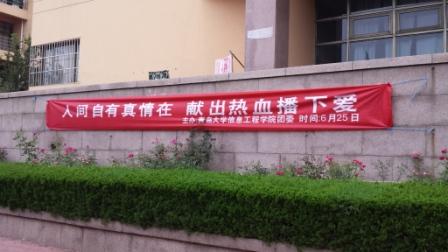 人间自有真情在 献出热血播下爱
主办:青岛大学信息工程学院团委 时间:6月25日